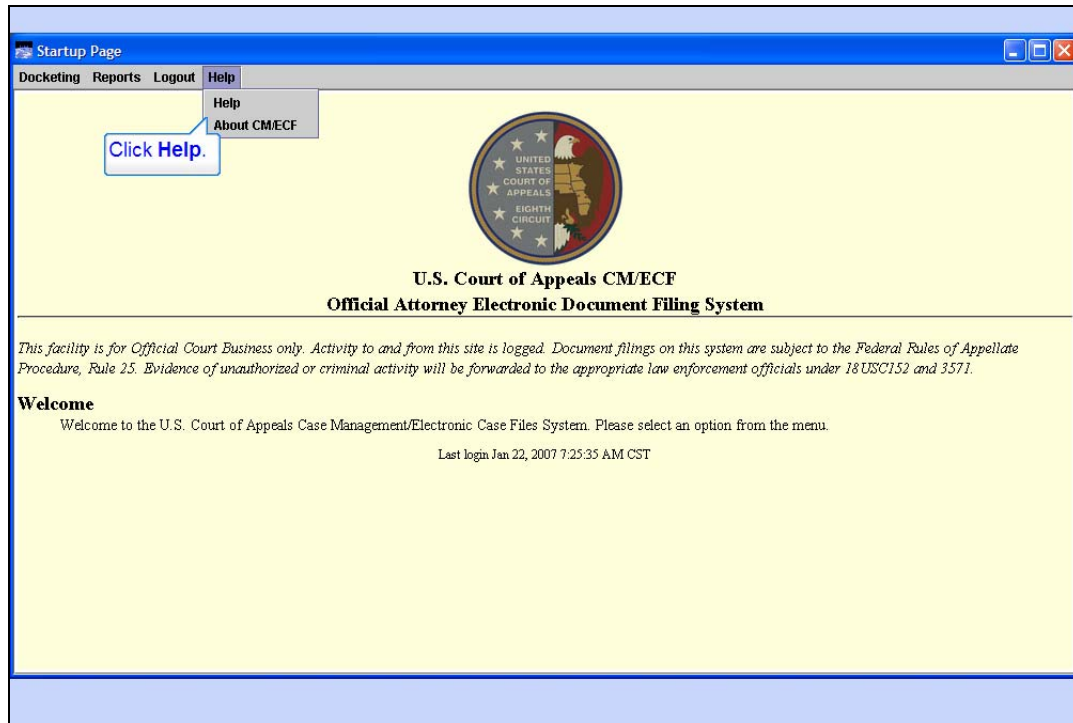 Startup Page
Docketing Reports Logout Help
Help
About CM/ECF
Click Help.
UNITED
STATES
COURT OF
APPEALS
EIGHTH
CIRCUIT
U.S. Court of Appeals CM/ECF
Official Attorney Electronic Document Filing System
This facility is for Official Court Business only. Activity to and from this site is logged. Document filings on this system are subject to the Federal Rules of Appellate
Procedure, Rule 25. Evidence of unauthorized or criminal activity will be forwarded to the appropriate law enforcement officials under 18USC152 and 3571.
Welcome
Welcome to the U.S. Court of Appeals Case Management/Electronic Case Files System. Please select an option from the menu.
Last login Jan 22, 2007 7:25:35 AM CST